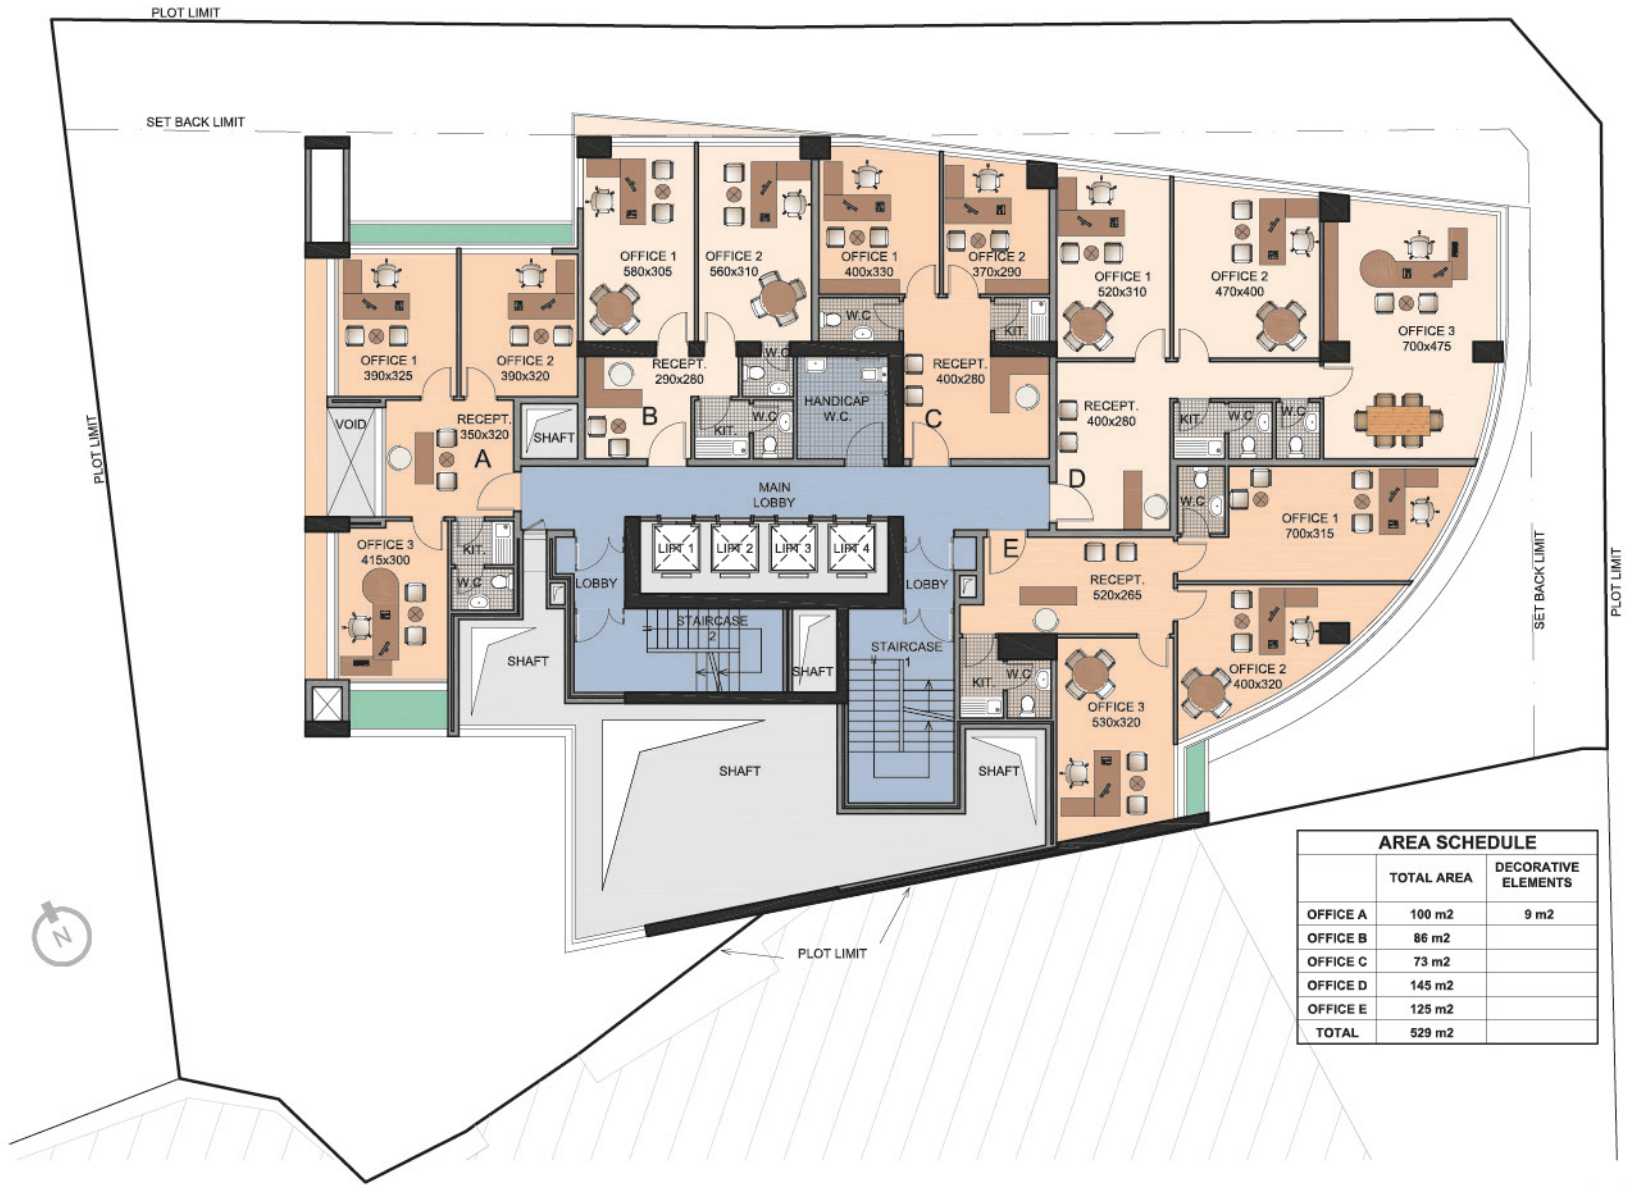 PLOT LIMIT
SET BACK LIMIT
OFFICE 1
580x305
OFFICE 2
560x310
OFFICE 1
400x330
OFFICE 2
370x290
OFFICE 1
520x310
OFFICE 2
470x400
OFFICE 3
700x475
OFFICE 1
390x325
OFFICE 2
390x320
W.C
KIT.
RECEPT.
290x280
W.C
RECEPT.
400x280
HANDICAP
W.C.
B
KIT.
W.C
C
RECEPT.
400x280
KIT.
W.C
W.C
VOID
RECEPT.
350x320
SHAFT
A
PLOT LIMIT
MAIN
LOBBY
D
W.C
OFFICE 1
700x315
OFFICE 3
415x300
KIT.
W.C
LIFT 1
LIFT 2
LIFT 3
LIFT 4
E
LOBBY
LOBBY
RECEPT.
520x265
SET BACK LIMIT
PLOT LIMIT
STAIRCASE
2
STAIRCASE
1
SHAFT
SHAFT
KIT.
W.C
OFFICE 2
400x320
OFFICE 3
530x320
SHAFT
SHAFT
N
PLOT LIMIT
AREA SCHEDULE
TOTAL AREA DECORATIVE ELEMENTS
OFFICE A 100 m2 9 m2
OFFICE B 86 m2
OFFICE C 73 m2
OFFICE D 145 m2
OFFICE E 125 m2
TOTAL 529 m2